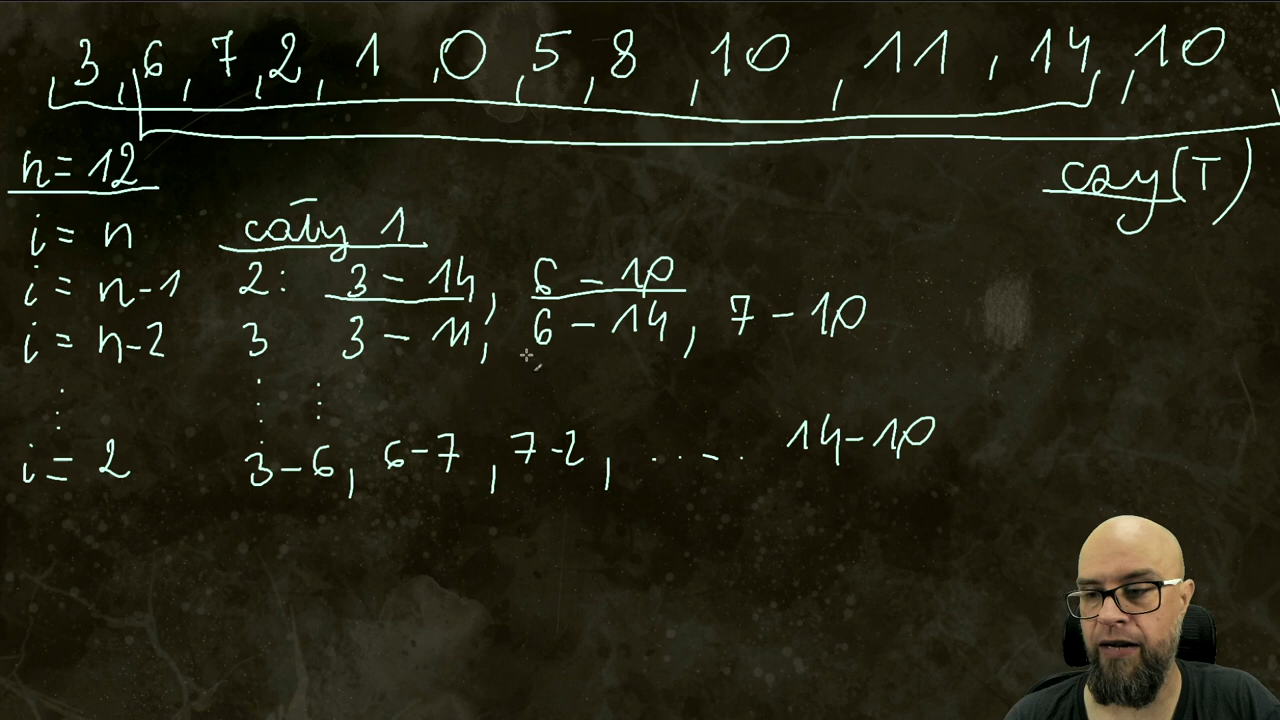 3, 6, 7, 2, 1, 0, 5, 8, 10, 11, 14, 10
n = 12
czy(T)
i = n cały 1
i = n-1 2: 3 - 14, 6 - 10
i = n-2 3 3 - 11, 6 - 14, 7 - 10
⋮ ⋮ ⋮
i = 2 3-6, 6-7, 7-2, ..... 14-10